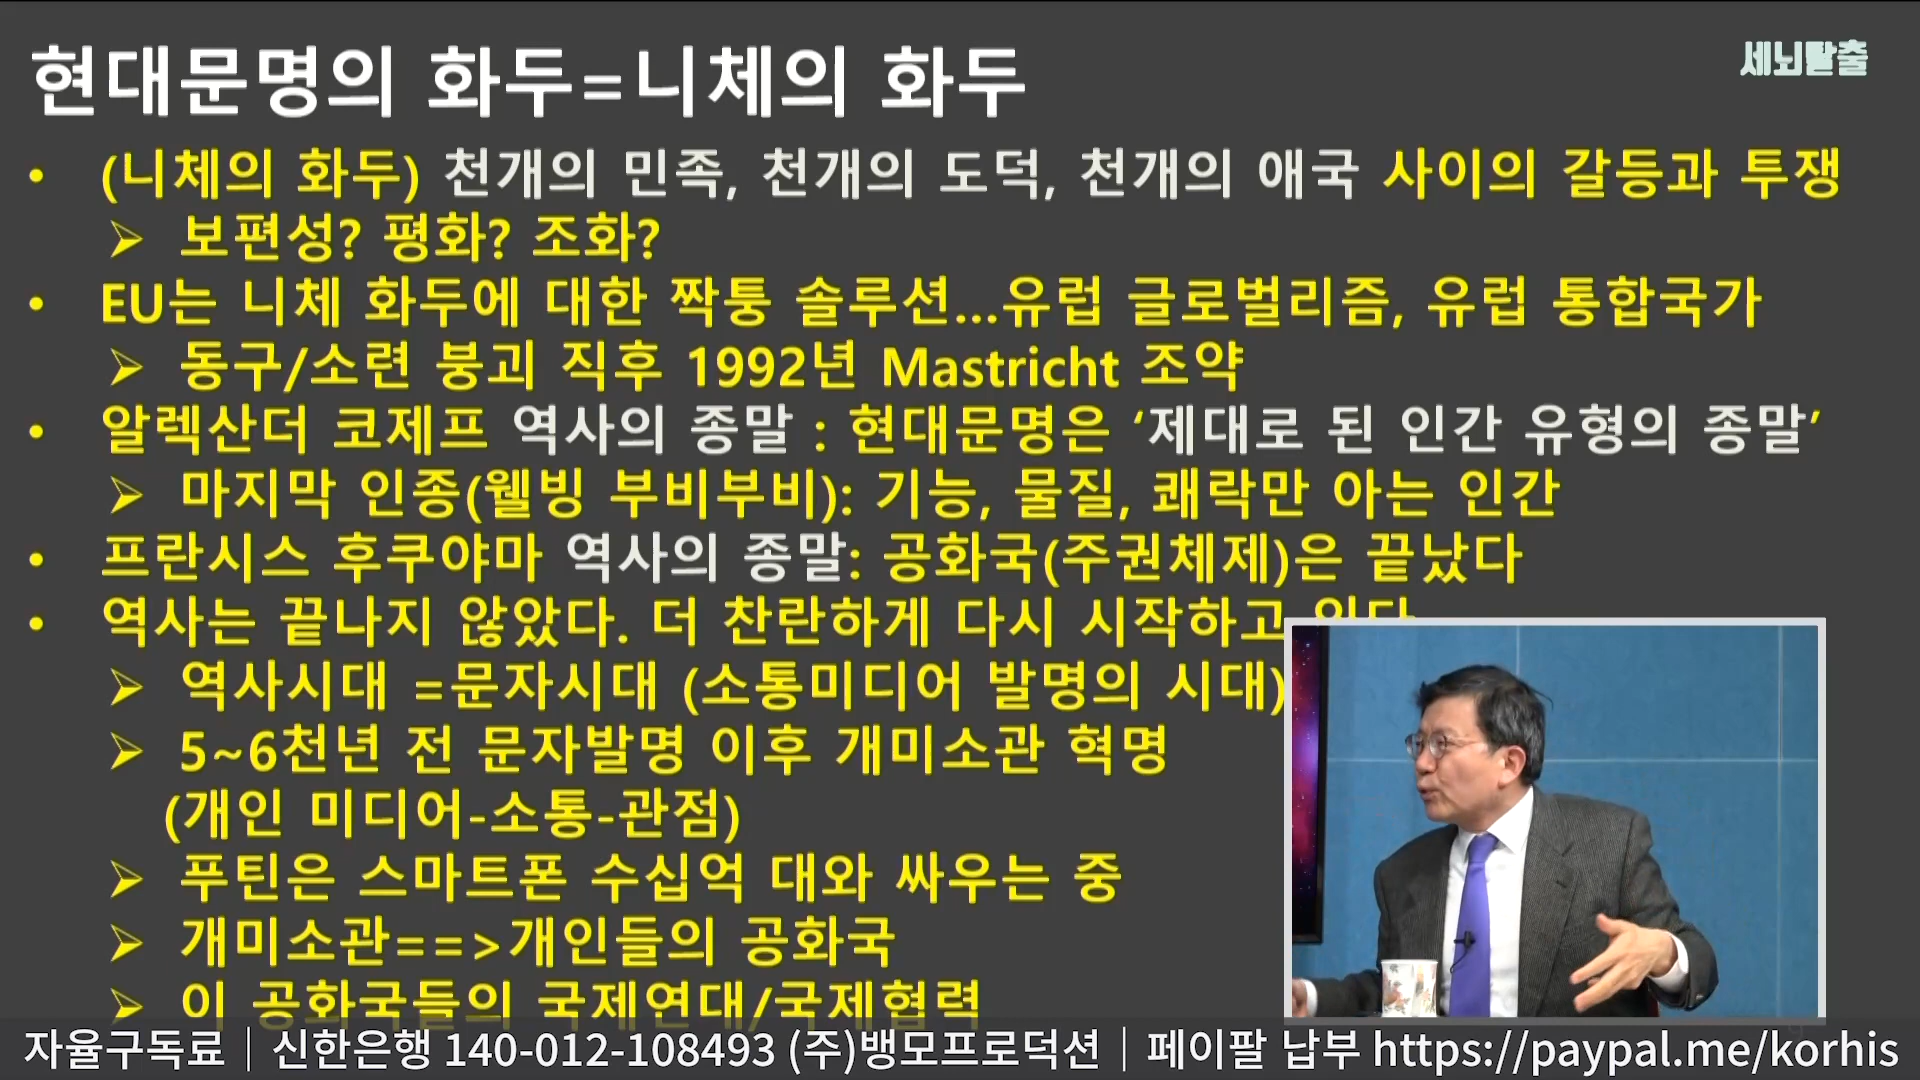 현대문명의 화두=니체의 화두
세뇌탈출
• (니체의 화두) 천개의 민족, 천개의 도덕, 천개의 애국 사이의 갈등과 투쟁
➢ 보편성? 평화? 조화?
• EU는 니체 화두에 대한 짝퉁 솔루션...유럽 글로벌리즘, 유럽 통합국가
➢ 동구/소련 붕괴 직후 1992년 Mastricht 조약
• 알렉산더 코제프 역사의 종말 : 현대문명은 ‘제대로 된 인간 유형의 종말’
➢ 마지막 인종(웰빙 부비부비): 기능, 물질, 쾌락만 아는 인간
• 프란시스 후쿠야마 역사의 종말: 공화국(주권체제)은 끝났다
• 역사는 끝나지 않았다. 더 찬란하게 다시 시작하고 있다
➢ 역사시대 =문자시대 (소통미디어 발명의 시대)
➢ 5~6천년 전 문자발명 이후 개미소관 혁명
(개인 미디어-소통-관점)
➢ 푸틴은 스마트폰 수십억 대와 싸우는 중
➢ 개미소관==>개인들의 공화국
➢ 이 공화국들의 국제연대/국제협력
자율구독료│신한은행 140-012-108493 (주)뱅모프로덕션│페이팔 납부 https://paypal.me/korhis